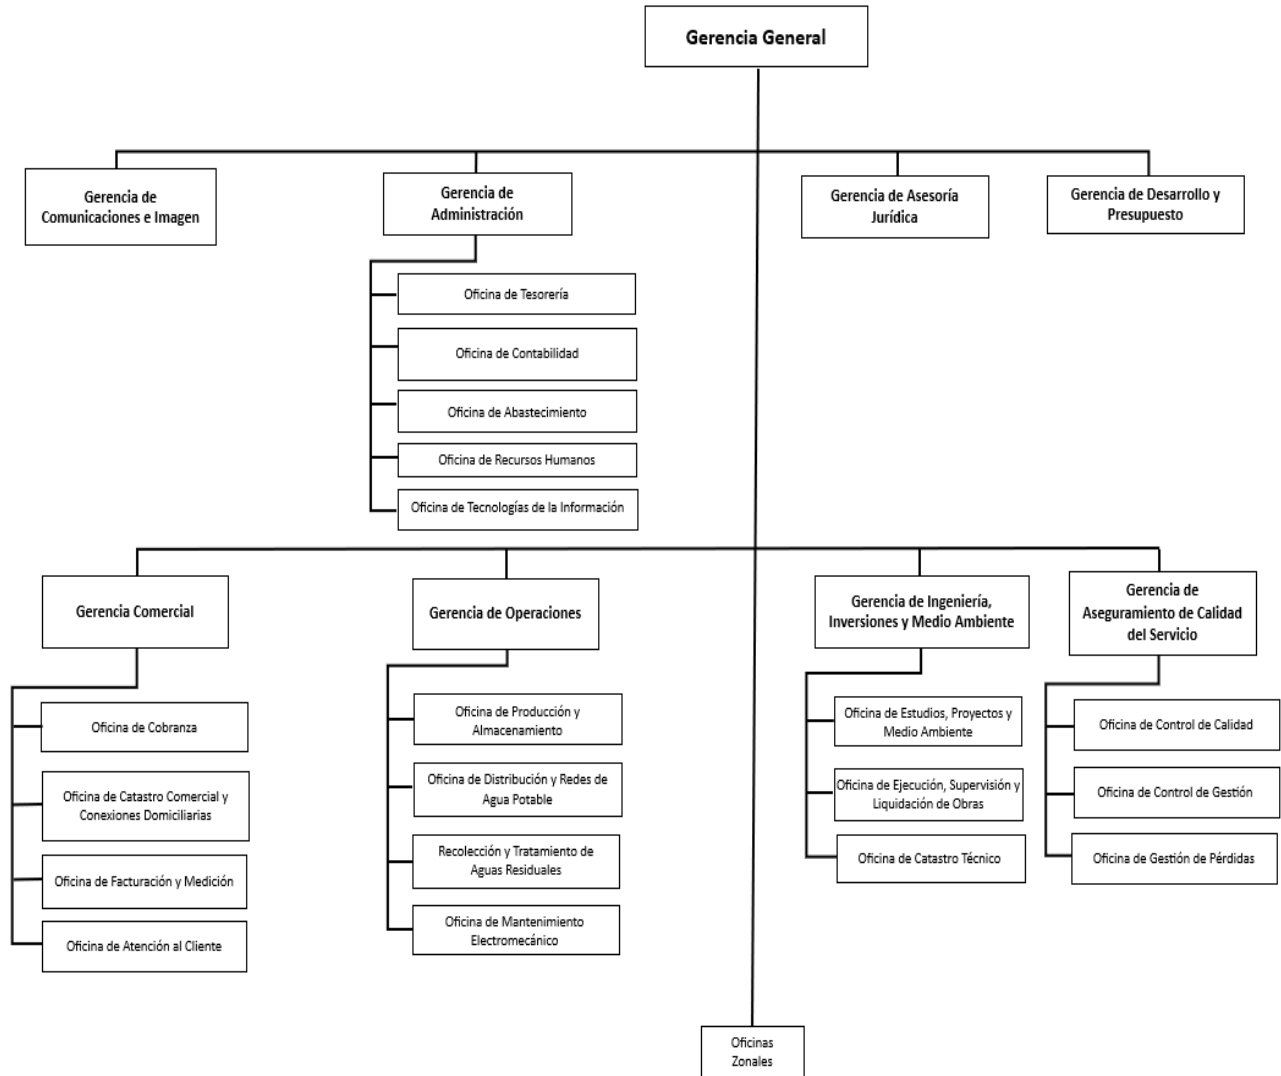 Gerencia General
Gerencia de
Comunicaciones e Imagen
Gerencia de
Administración
Gerencia de Asesoría
Jurídica
Gerencia de Desarrollo y
Presupuesto
Oficina de Tesorería
Oficina de Contabilidad
Oficina de Abastecimiento
Oficina de Recursos Humanos
Oficina de Tecnologías de la Información
Gerencia Comercial
Gerencia de Operaciones
Gerencia de Ingeniería,
Inversiones y Medio Ambiente
Gerencia de
Aseguramiento de Calidad
del Servicio
Oficina de Cobranza
Oficina de Catastro Comercial y
Conexiones Domiciliarias
Oficina de Facturación y Medición
Oficina de Atención al Cliente
Oficina de Producción y
Almacenamiento
Oficina de Distribución y Redes de
Agua Potable
Recolección y Tratamiento de
Aguas Residuales
Oficina de Mantenimiento
Electromecánico
Oficina de Estudios, Proyectos y
Medio Ambiente
Oficina de Ejecución, Supervisión y
Liquidación de Obras
Oficina de Catastro Técnico
Oficina de Control de Calidad
Oficina de Control de Gestión
Oficina de Gestión de Pérdidas
Oficinas
Zonales